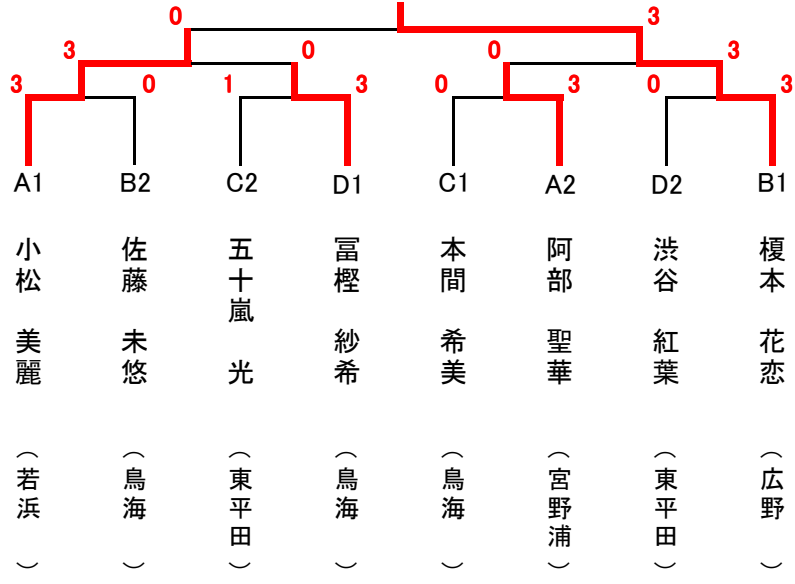 0 3
3 0 0 3
3 0 1 3 0 3 0 3
A1 B2 C2 D1 C1 A2 D2 B1
小松 美麗 （若浜）
佐藤 未悠 （鳥海）
五十嵐 光 （東平田）
冨樫 紗希 （鳥海）
本間 希美 （鳥海）
阿部 聖華 （宮野浦）
渋谷 紅葉 （東平田）
榎本 花恋 （広野）